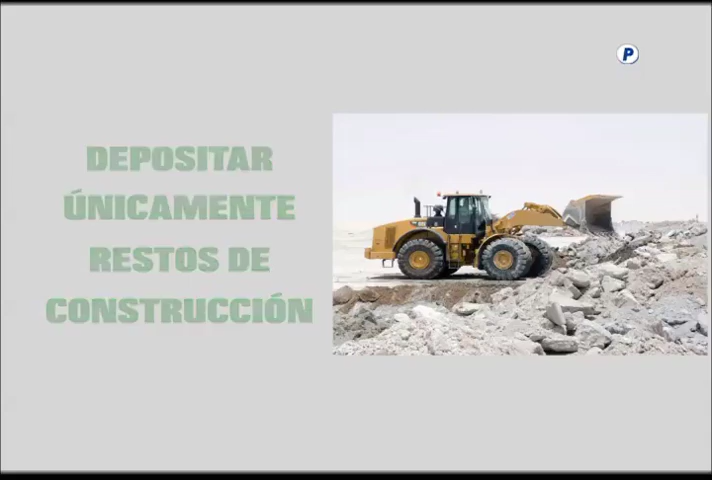 P
DEPOSITAR
ÚNICAMENTE
RESTOS DE
CONSTRUCCIÓN